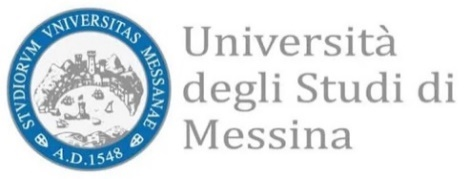 STVDIORVM VNIVERSITAS MESSANAE
A.D.1548
Università
degli Studi di
Messina